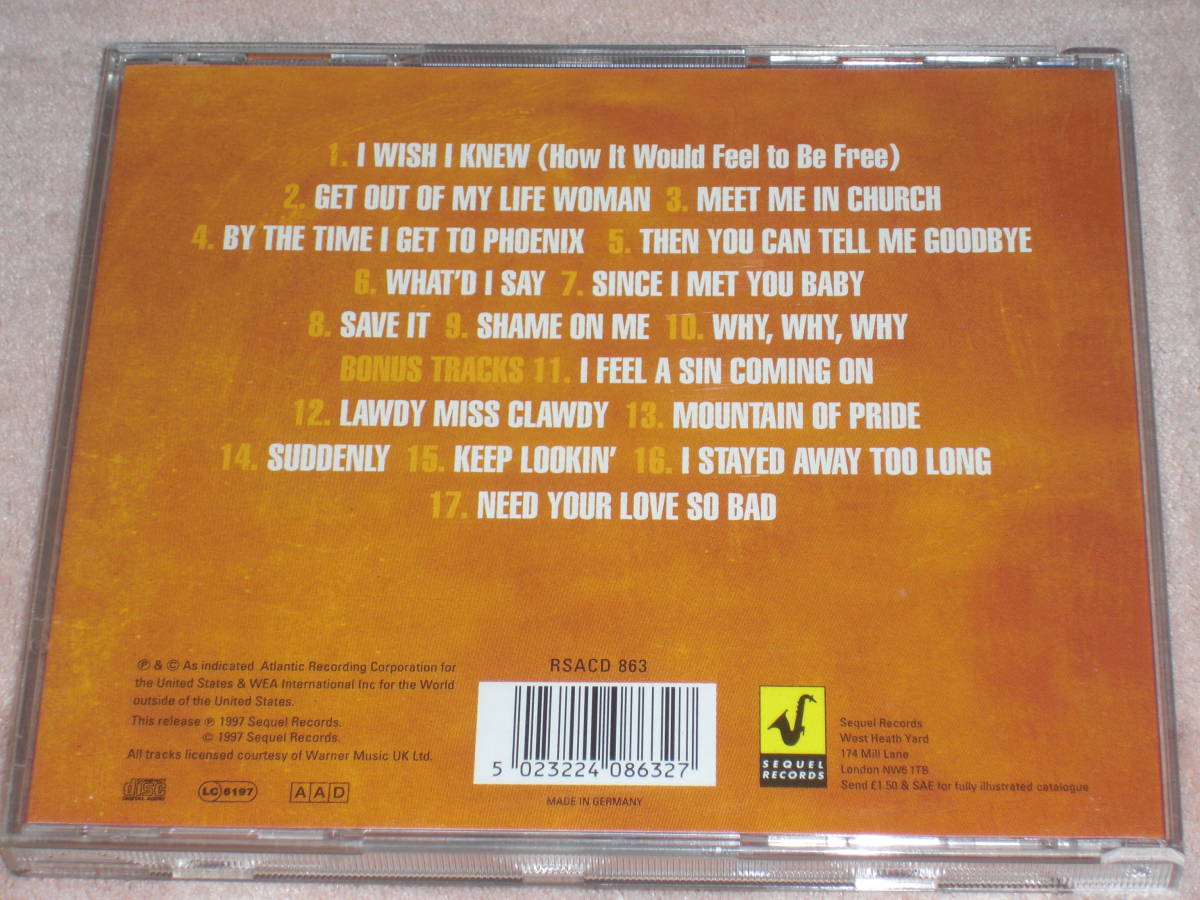 1. I WISH I KNEW (How It Would Feel to Be Free)
2. GET OUT OF MY LIFE WOMAN 3. MEET ME IN CHURCH
4. BY THE TIME I GET TO PHOENIX 5. THEN YOU CAN TELL ME GOODBYE
6. WHAT'D I SAY 7. SINCE I MET YOU BABY
8. SAVE IT 9. SHAME ON ME 10. WHY, WHY, WHY
BONUS TRACKS 11. I FEEL A SIN COMING ON
12. LAWDY MISS CLAWDY 13. MOUNTAIN OF PRIDE
14. SUDDENLY 15. KEEP LOOKIN' 16. I STAYED AWAY TOO LONG
17. NEED YOUR LOVE SO BAD
℗ & © As indicated. Atlantic Recording Corporation for
the United States & WEA International Inc for the World
outside of the United States.
This release ℗ 1997 Sequel Records.
© 1997 Sequel Records.
All tracks licensed courtesy of Warner Music UK Ltd.
disc
DIGITAL AUDIO
LC 6197
AAD
RSACD 863
5 023224 086327
MADE IN GERMANY
SEQUEL
RECORDS
Sequel Records
West Heath Yard
174 Mill Lane
London NW6 1TB
Send £1.50 & SAE for fully illustrated catalogue